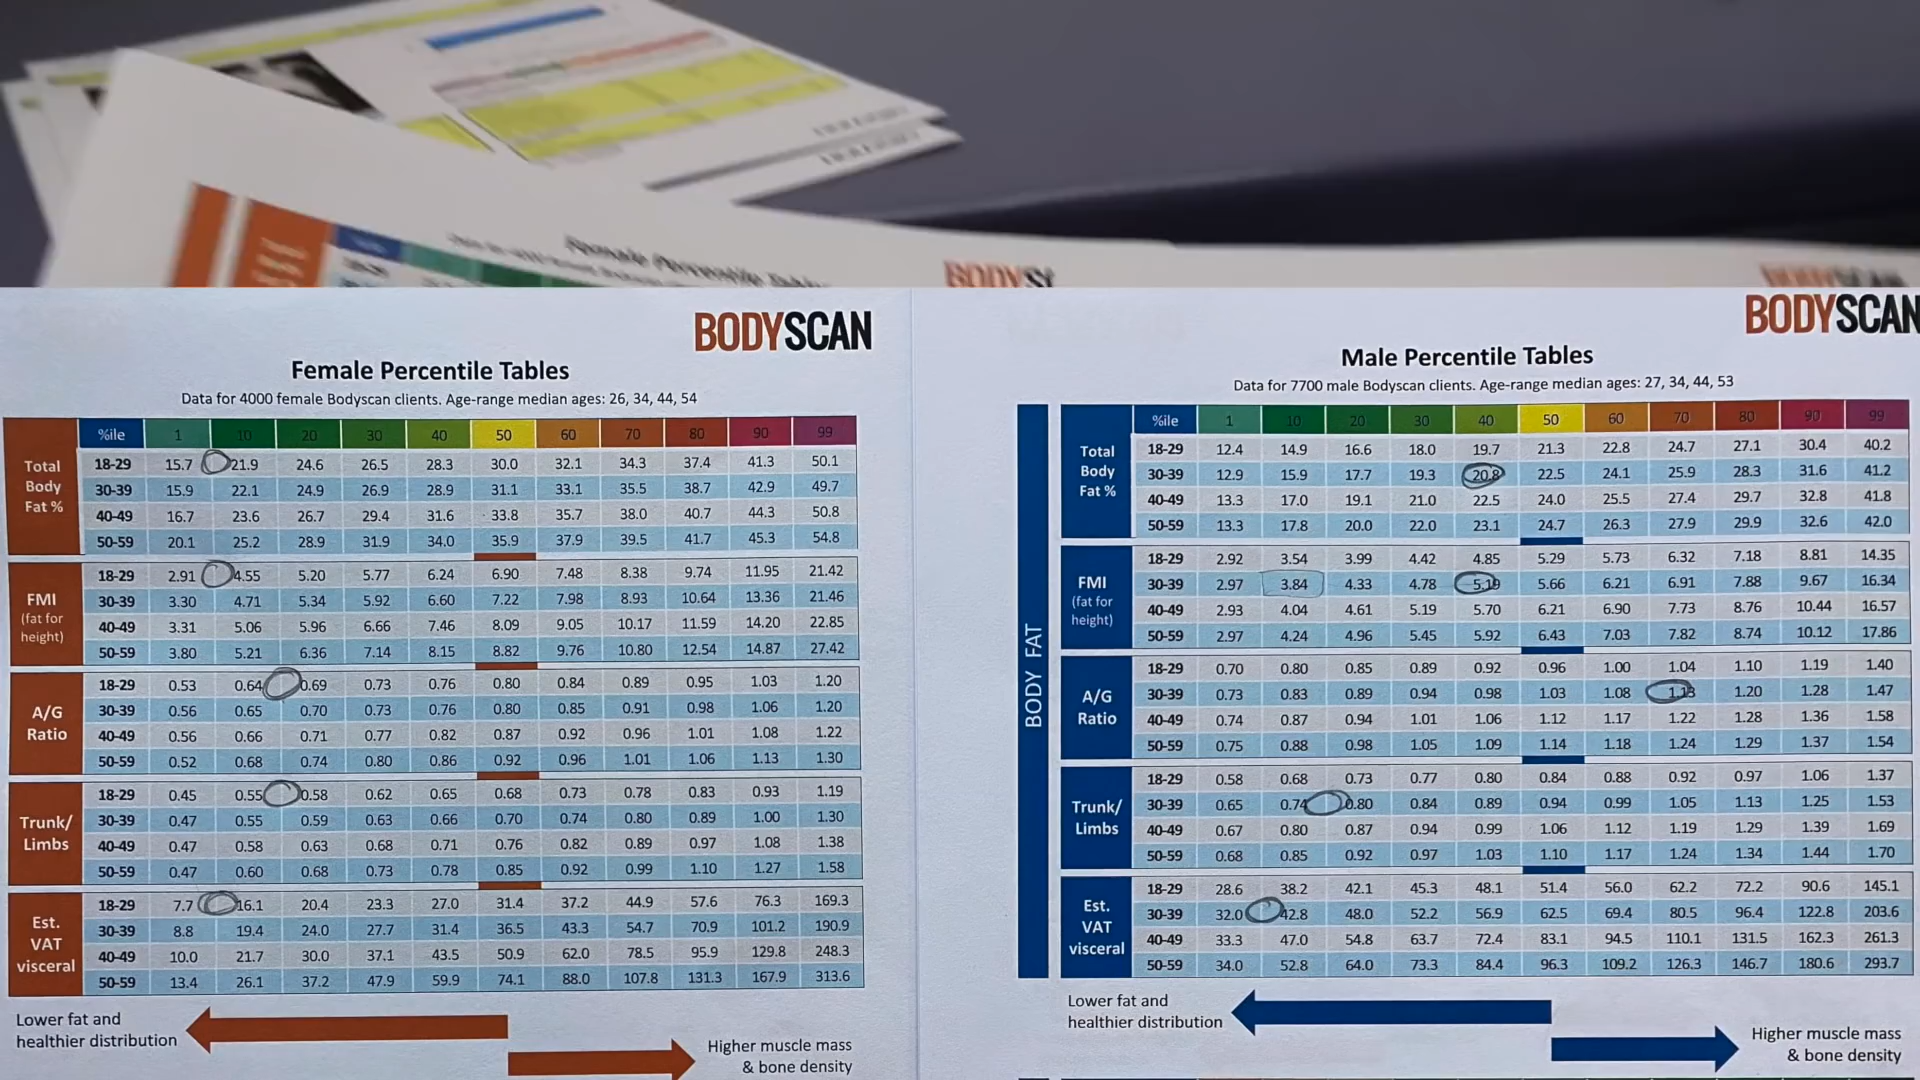 Female Percentile Tables
BODYSCAN
Female Percentile Tables
Data for 4000 female Bodyscan clients. Age-range median ages: 26, 34, 44, 54
%ile 1 10 20 30 40 50 60 70 80 90 99
Total Body Fat %
18-29 15.7 21.9 24.6 26.5 28.3 30.0 32.1 34.3 37.4 41.3 50.1
30-39 15.9 22.1 24.9 26.9 28.9 31.1 33.1 35.5 38.7 42.9 49.7
40-49 16.7 23.6 26.7 29.4 31.6 33.8 35.7 38.0 40.7 44.3 50.8
50-59 20.1 25.2 28.9 31.9 34.0 35.9 37.9 39.5 41.7 45.3 54.8
FMI (fat for height)
18-29 2.91 4.55 5.20 5.77 6.24 6.90 7.48 8.38 9.74 11.95 21.42
30-39 3.30 4.71 5.34 5.92 6.60 7.22 7.98 8.93 10.64 13.36 21.46
40-49 3.31 5.06 5.96 6.66 7.46 8.09 9.05 10.17 11.59 14.20 22.85
50-59 3.80 5.21 6.36 7.14 8.15 8.82 9.76 10.80 12.54 14.87 27.42
A/G Ratio
18-29 0.53 0.64 0.69 0.73 0.76 0.80 0.84 0.89 0.95 1.03 1.20
30-39 0.56 0.65 0.70 0.73 0.76 0.80 0.85 0.91 0.98 1.06 1.20
40-49 0.56 0.66 0.71 0.77 0.82 0.87 0.92 0.96 1.01 1.08 1.22
50-59 0.52 0.68 0.74 0.80 0.86 0.92 0.96 1.01 1.06 1.13 1.30
Trunk/ Limbs
18-29 0.45 0.55 0.58 0.62 0.65 0.68 0.73 0.78 0.83 0.93 1.19
30-39 0.47 0.55 0.59 0.63 0.66 0.70 0.74 0.80 0.89 1.00 1.30
40-49 0.47 0.58 0.63 0.68 0.71 0.76 0.82 0.89 0.97 1.08 1.38
50-59 0.47 0.60 0.68 0.73 0.78 0.85 0.92 0.99 1.10 1.27 1.58
Est. VAT visceral
18-29 7.7 16.1 20.4 23.3 27.0 31.4 37.2 44.9 57.6 76.3 169.3
30-39 8.8 19.4 24.0 27.7 31.4 36.5 43.3 54.7 70.9 101.2 190.9
40-49 10.0 21.7 30.0 37.1 43.5 50.9 62.0 78.5 95.9 129.8 248.3
50-59 13.4 26.1 37.2 47.9 59.9 74.1 88.0 107.8 131.3 167.9 313.6
Lower fat and
healthier distribution
Higher muscle mass
& bone density
BODYSCAN
Male Percentile Tables
Data for 7700 male Bodyscan clients. Age-range median ages: 27, 34, 44, 53
BODY FAT
%ile 1 10 20 30 40 50 60 70 80 90 99
Total Body Fat %
18-29 12.4 14.9 16.6 18.0 19.7 21.3 22.8 24.7 27.1 30.4 40.2
30-39 12.9 15.9 17.7 19.3 20.8 22.5 24.1 25.9 28.3 31.6 41.2
40-49 13.3 17.0 19.1 21.0 22.5 24.0 25.5 27.4 29.7 32.8 41.8
50-59 13.3 17.8 20.0 22.0 23.1 24.7 26.3 27.9 29.9 32.6 42.0
FMI (fat for height)
18-29 2.92 3.54 3.99 4.42 4.85 5.29 5.73 6.32 7.18 8.81 14.35
30-39 2.97 3.84 4.33 4.78 5.19 5.66 6.21 6.91 7.88 9.67 16.34
40-49 2.93 4.04 4.61 5.19 5.70 6.21 6.90 7.73 8.76 10.44 16.57
50-59 2.97 4.24 4.96 5.45 5.92 6.43 7.03 7.82 8.74 10.12 17.86
A/G Ratio
18-29 0.70 0.80 0.85 0.89 0.92 0.96 1.00 1.04 1.10 1.19 1.40
30-39 0.73 0.83 0.89 0.94 0.98 1.03 1.08 1.13 1.20 1.28 1.47
40-49 0.74 0.87 0.94 1.01 1.06 1.12 1.17 1.22 1.28 1.36 1.58
50-59 0.75 0.88 0.98 1.05 1.09 1.14 1.18 1.24 1.29 1.37 1.54
Trunk/ Limbs
18-29 0.58 0.68 0.73 0.77 0.80 0.84 0.88 0.92 0.97 1.06 1.37
30-39 0.65 0.74 0.80 0.84 0.89 0.94 0.99 1.05 1.13 1.25 1.53
40-49 0.67 0.80 0.87 0.94 0.99 1.06 1.12 1.19 1.29 1.39 1.69
50-59 0.68 0.85 0.92 0.97 1.03 1.10 1.17 1.24 1.34 1.44 1.70
Est. VAT visceral
18-29 28.6 38.2 42.1 45.3 48.1 51.4 56.0 62.2 72.2 90.6 145.1
30-39 32.0 42.8 48.0 52.2 56.9 62.5 69.4 80.5 96.4 122.8 203.6
40-49 33.3 47.0 54.8 63.7 72.4 83.1 94.5 110.1 131.5 162.3 261.3
50-59 34.0 52.8 64.0 73.3 84.4 96.3 109.2 126.3 146.7 180.6 293.7
Lower fat and
healthier distribution
Higher muscle mass
& bone density